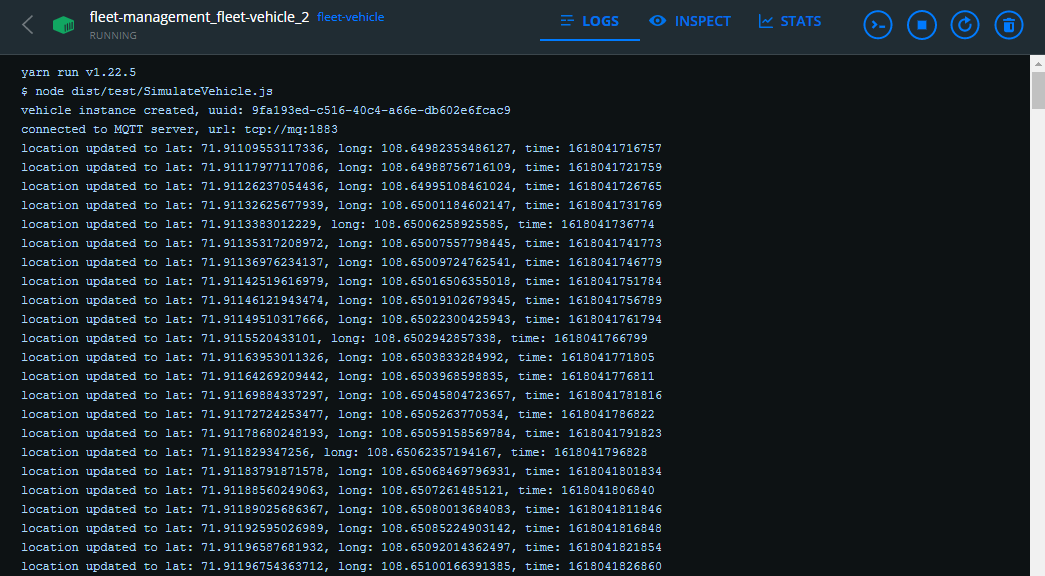 fleet-management_fleet-vehicle_2 fleet-vehicle
RUNNING
LOGS INSPECT STATS
yarn run v1.22.5
$ node dist/test/SimulateVehicle.js
vehicle instance created, uuid: 9fa193ed-c516-40c4-a66e-db602e6fcac9
connected to MQTT server, url: tcp://mq:1883
location updated to lat: 71.91109553117336, long: 108.64982353486127, time: 1618041716757
location updated to lat: 71.91117977117086, long: 108.64988756716109, time: 1618041721759
location updated to lat: 71.91126237054436, long: 108.64995108461024, time: 1618041726765
location updated to lat: 71.91132625677939, long: 108.65001184602147, time: 1618041731769
location updated to lat: 71.9113383012229, long: 108.65006258925585, time: 1618041736774
location updated to lat: 71.91135317208972, long: 108.65007557798445, time: 1618041741773
location updated to lat: 71.91136976234137, long: 108.65009724762541, time: 1618041746779
location updated to lat: 71.91142519616979, long: 108.65016506355018, time: 1618041751784
location updated to lat: 71.91146121943474, long: 108.65019102679345, time: 1618041756789
location updated to lat: 71.91149510317666, long: 108.65022300425943, time: 1618041761794
location updated to lat: 71.9115520433101, long: 108.6502942857338, time: 1618041766799
location updated to lat: 71.91163953011326, long: 108.6503833284992, time: 1618041771805
location updated to lat: 71.91164269209442, long: 108.6503968598835, time: 1618041776811
location updated to lat: 71.91169884337297, long: 108.65045804723657, time: 1618041781816
location updated to lat: 71.91172724253477, long: 108.6505263770534, time: 1618041786822
location updated to lat: 71.91178680248193, long: 108.65059158569784, time: 1618041791823
location updated to lat: 71.911829347256, long: 108.65062357194167, time: 1618041796828
location updated to lat: 71.91183791871578, long: 108.65068469796931, time: 1618041801834
location updated to lat: 71.91188560249063, long: 108.6507261485121, time: 1618041806840
location updated to lat: 71.91189025686367, long: 108.65080013684083, time: 1618041811846
location updated to lat: 71.91192595026989, long: 108.65085224903142, time: 1618041816848
location updated to lat: 71.91196587681932, long: 108.65092014362497, time: 1618041821854
location updated to lat: 71.91196754363712, long: 108.65100166391385, time: 1618041826860